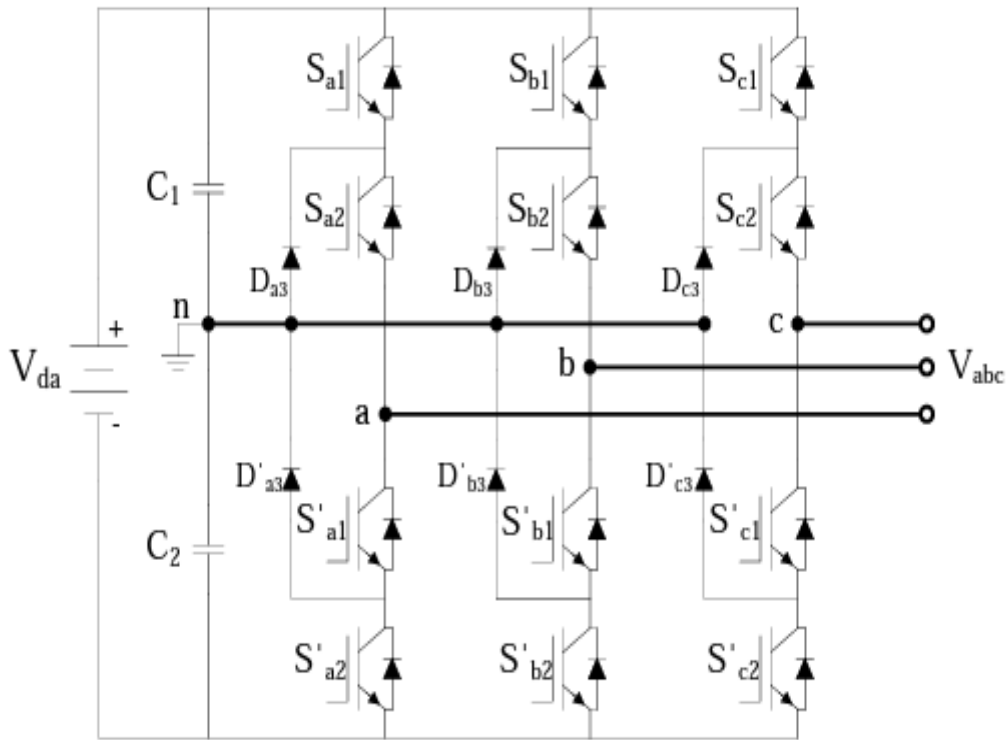 Sa1 Sb1 Sc1
C1 Sa2 Sb2 Sc2
Da3 Db3 Dc3
n c
+
Vda b Vabc
- a
D'a3 D'b3 D'c3
S'a1 S'b1 S'c1
C2
S'a2 S'b2 S'c2